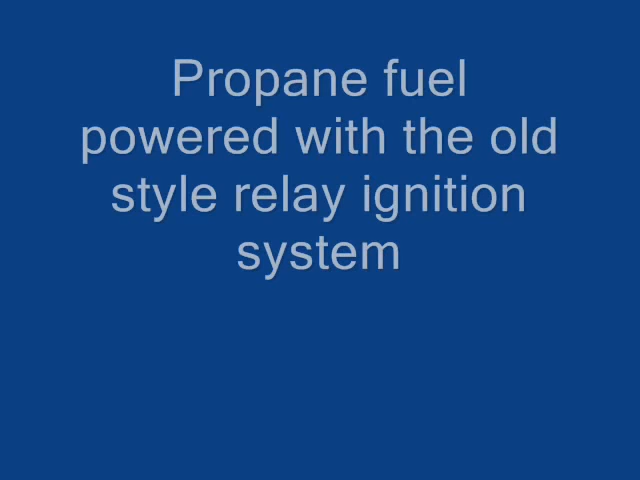 Propane fuel
powered with the old
style relay ignition
system